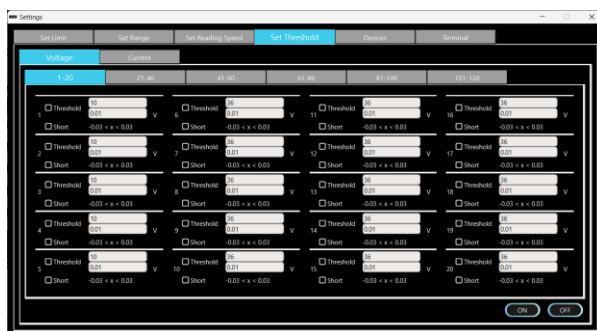 Settings
Set Limit Set Range Set Reading Speed Set Threshold Devices Terminal
Voltage Current
1-20 21-40 41-60 61-80 81-100 101-120
10 36 36 36
1 Threshold 0.01 V 6 Threshold 0.01 V 11 Threshold 0.01 V 16 Threshold 0.01 V
Short -0.03 < x < 0.03 Short -0.03 < x < 0.03 Short -0.03 < x < 0.03 Short -0.03 < x < 0.03
10 36 36 36
2 Threshold 0.01 V 7 Threshold 0.01 V 12 Threshold 0.01 V 17 Threshold 0.01 V
Short -0.03 < x < 0.03 Short -0.03 < x < 0.03 Short -0.03 < x < 0.03 Short -0.03 < x < 0.03
10 36 36 36
3 Threshold 0.01 V 8 Threshold 0.01 V 13 Threshold 0.01 V 18 Threshold 0.01 V
Short -0.03 < x < 0.03 Short -0.03 < x < 0.03 Short -0.03 < x < 0.03 Short -0.03 < x < 0.03
10 36 36 36
4 Threshold 0.01 V 9 Threshold 0.01 V 14 Threshold 0.01 V 19 Threshold 0.01 V
Short -0.03 < x < 0.03 Short -0.03 < x < 0.03 Short -0.03 < x < 0.03 Short -0.03 < x < 0.03
10 36 36 36
5 Threshold 0.01 V 10 Threshold 0.01 V 15 Threshold 0.01 V 20 Threshold 0.01 V
Short -0.03 < x < 0.03 Short -0.03 < x < 0.03 Short -0.03 < x < 0.03 Short -0.03 < x < 0.03
ON OFF